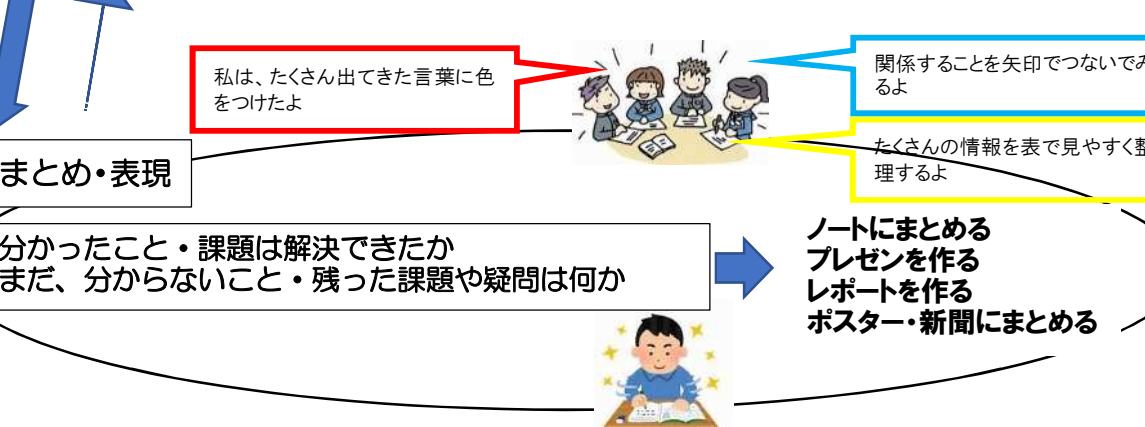 私は、たくさん出てきた言葉に色
をつけたよ
関係することを矢印でつないでみ
るよ
たくさんの情報を表で見やすく整
理するよ
まとめ・表現
分かったこと・課題は解決できたか
まだ、分からないこと・残った課題や疑問は何か
ノートにまとめる
プレゼンを作る
レポートを作る
ポスター・新聞にまとめる